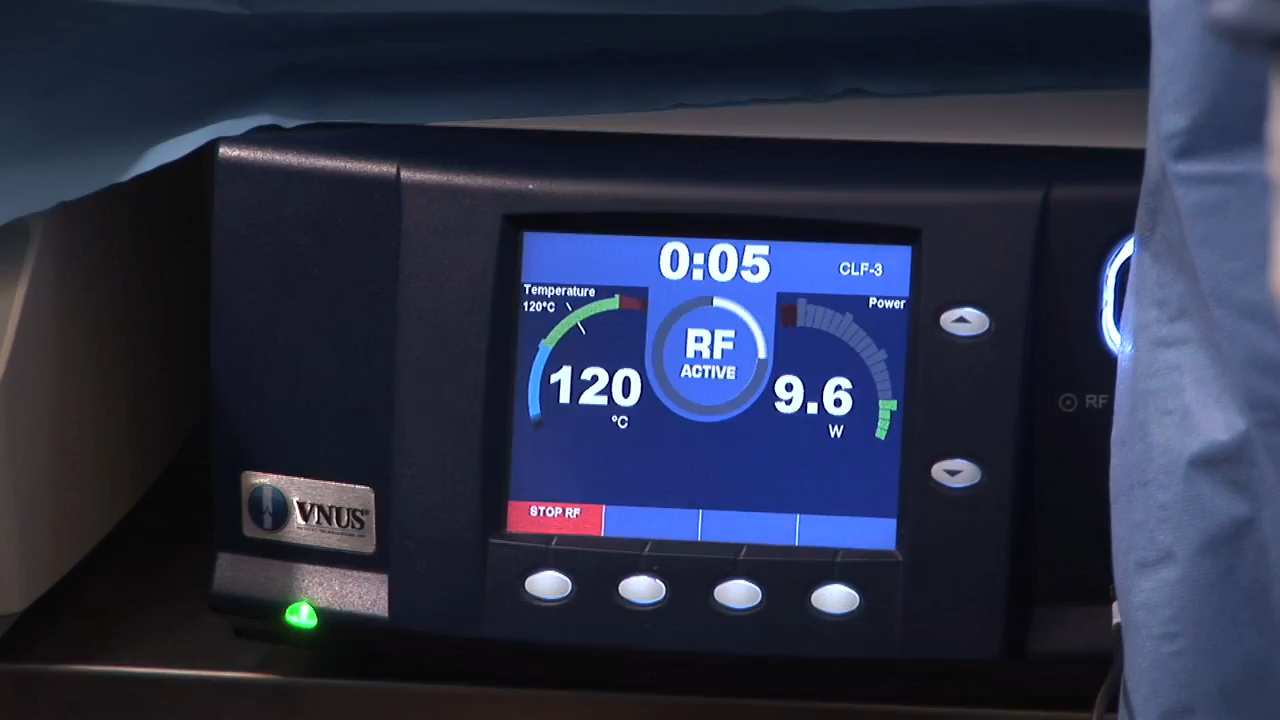 0:05
CLF-3
Temperature
120°C
Power
RF
ACTIVE
120
9.6
°C
W
RF
STOP RF
VNUS®